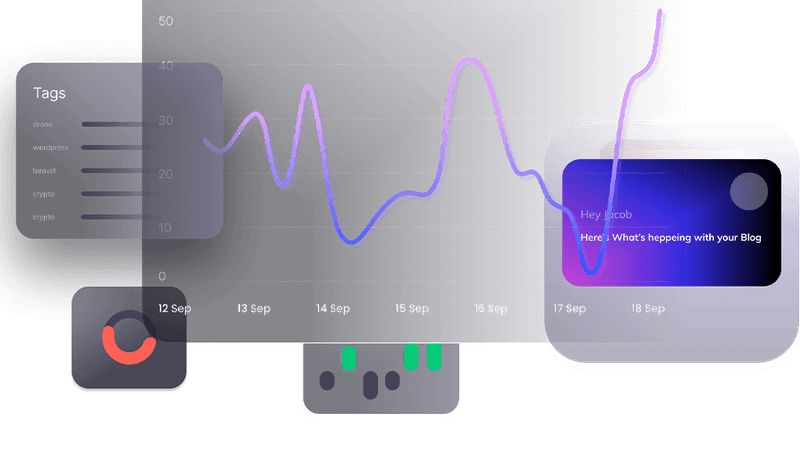 50
40
30
20
10
0
12 Sep 13 Sep 14 Sep 15 Sep 16 Sep 17 Sep 18 Sep
Tags
drone
wordpress
laravel
crypto
crypto
Hey Jacob
Here's What's heppeing with your Blog